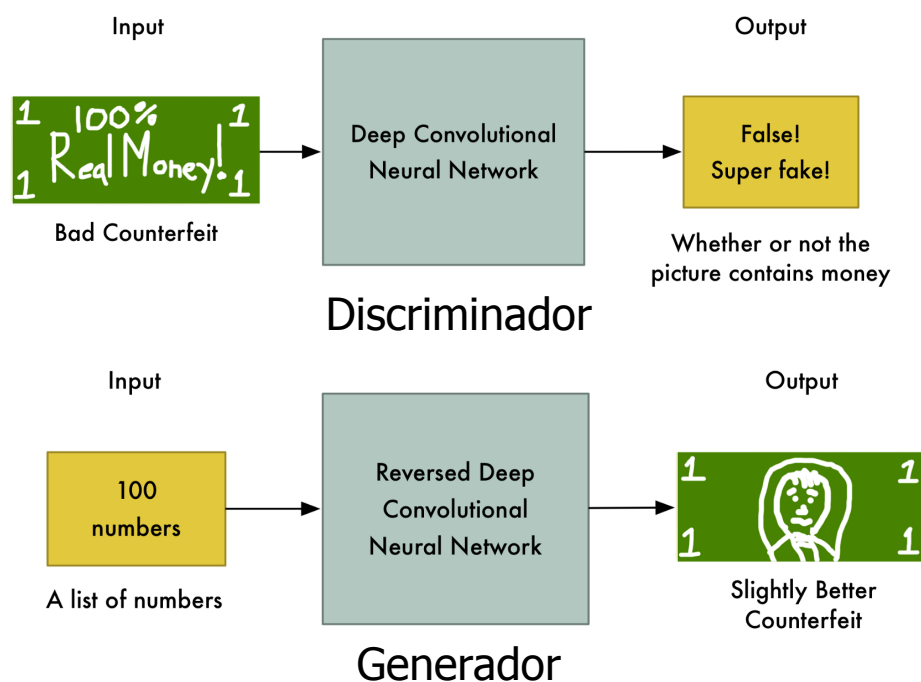 Input
Output
1 100% 1
Real Money!
1 1
Deep Convolutional
Neural Network
False!
Super fake!
Bad Counterfeit
Whether or not the
picture contains money
Discriminador
Input
Output
100
numbers
Reversed Deep
Convolutional
Neural Network
1 1
1 1
A list of numbers
Slightly Better
Counterfeit
Generador